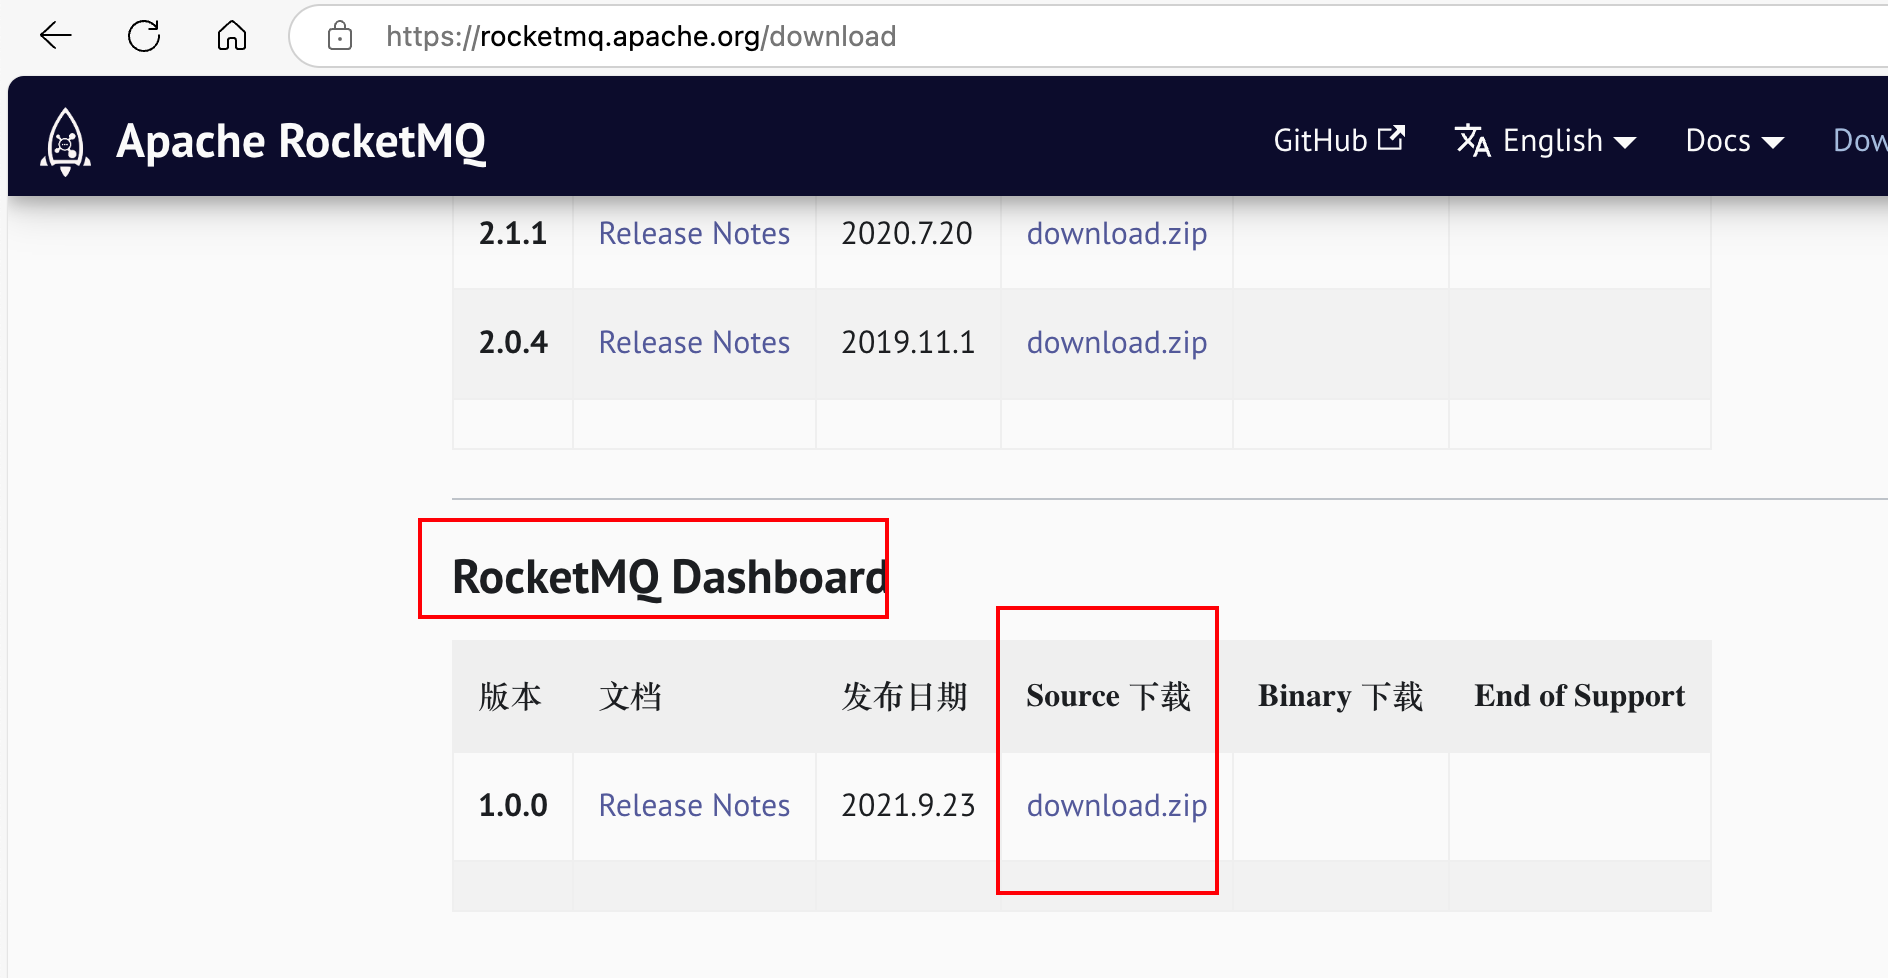 https://rocketmq.apache.org/download
Apache RocketMQ GitHub English Docs
2.1.1 Release Notes 2020.7.20 download.zip
2.0.4 Release Notes 2019.11.1 download.zip
RocketMQ Dashboard
版本 文档 发布日期 Source 下载 Binary 下载 End of Support
1.0.0 Release Notes 2021.9.23 download.zip